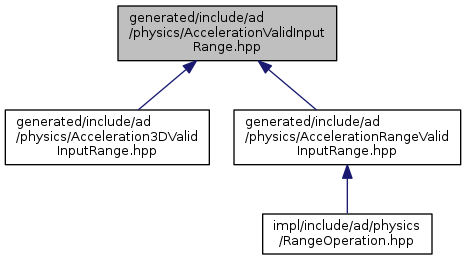 generated/include/ad
/physics/AccelerationValidInput
Range.hpp
generated/include/ad
/physics/Acceleration3DValid
InputRange.hpp
generated/include/ad
/physics/AccelerationRangeValid
InputRange.hpp
impl/include/ad/physics
/RangeOperation.hpp